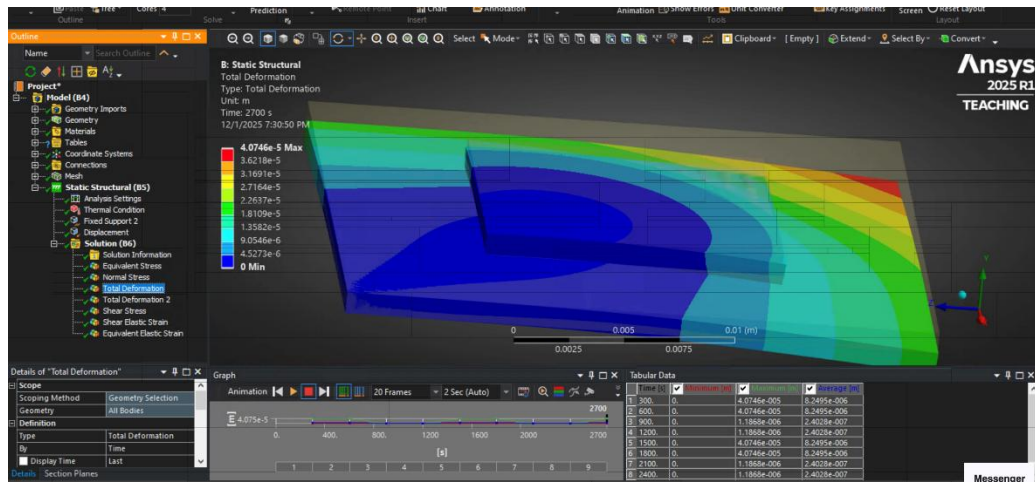 Tree
Cores 4
Prediction
Remote Point
Chart
Annotation
Animation
Show Errors
Unit Converter
Key Assignments
Screen
Reset Layout
Outline
Solve
Insert
Tools
Layout
Outline
Name
Search Outline
Select
Mode
Clipboard
[ Empty ]
Extend
Select By
Convert
Project*
Model (B4)
Geometry Imports
Geometry
Materials
Tables
Coordinate Systems
Connections
Mesh
Static Structural (B5)
Analysis Settings
Thermal Condition
Fixed Support 2
Displacement
Solution (B6)
Solution Information
Equivalent Stress
Normal Stress
Total Deformation
Total Deformation 2
Shear Stress
Shear Elastic Strain
Equivalent Elastic Strain
B: Static Structural
Total Deformation
Type: Total Deformation
Unit: m
Time: 2700 s
12/1/2025 7:30:50 PM
4.0746e-5 Max
3.6218e-5
3.1691e-5
2.7164e-5
2.2637e-5
1.8109e-5
1.3582e-5
9.0546e-6
4.5273e-6
0 Min
Ansys
2025 R1
TEACHING
0
0.005
0.01 (m)
0.0025
0.0075
Details of "Total Deformation"
Scope
Scoping Method Geometry Selection
Geometry All Bodies
Definition
Type Total Deformation
By Time
Display Time Last
Details Section Planes
Graph
Animation
20 Frames
2 Sec (Auto)
2700
4.075e-5
0. 400. 800. 1200 1600 2000 2700
[s]
1 2 3 4 5 6 7 8 9
Tabular Data
Time [s] Minimum [m] Maximum [m] Average [m]
1 300. 0. 4.0746e-005 8.2495e-006
2 600. 0. 4.0746e-005 8.2495e-006
3 900. 0. 1.1868e-006 2.4028e-007
4 1200. 0. 1.1868e-006 2.4028e-007
5 1500. 0. 4.0746e-005 8.2495e-006
6 1800. 0. 4.0746e-005 8.2495e-006
7 2100. 0. 1.1868e-006 2.4028e-007
8 2400. 0. 1.1868e-006 2.4028e-007
Messenger